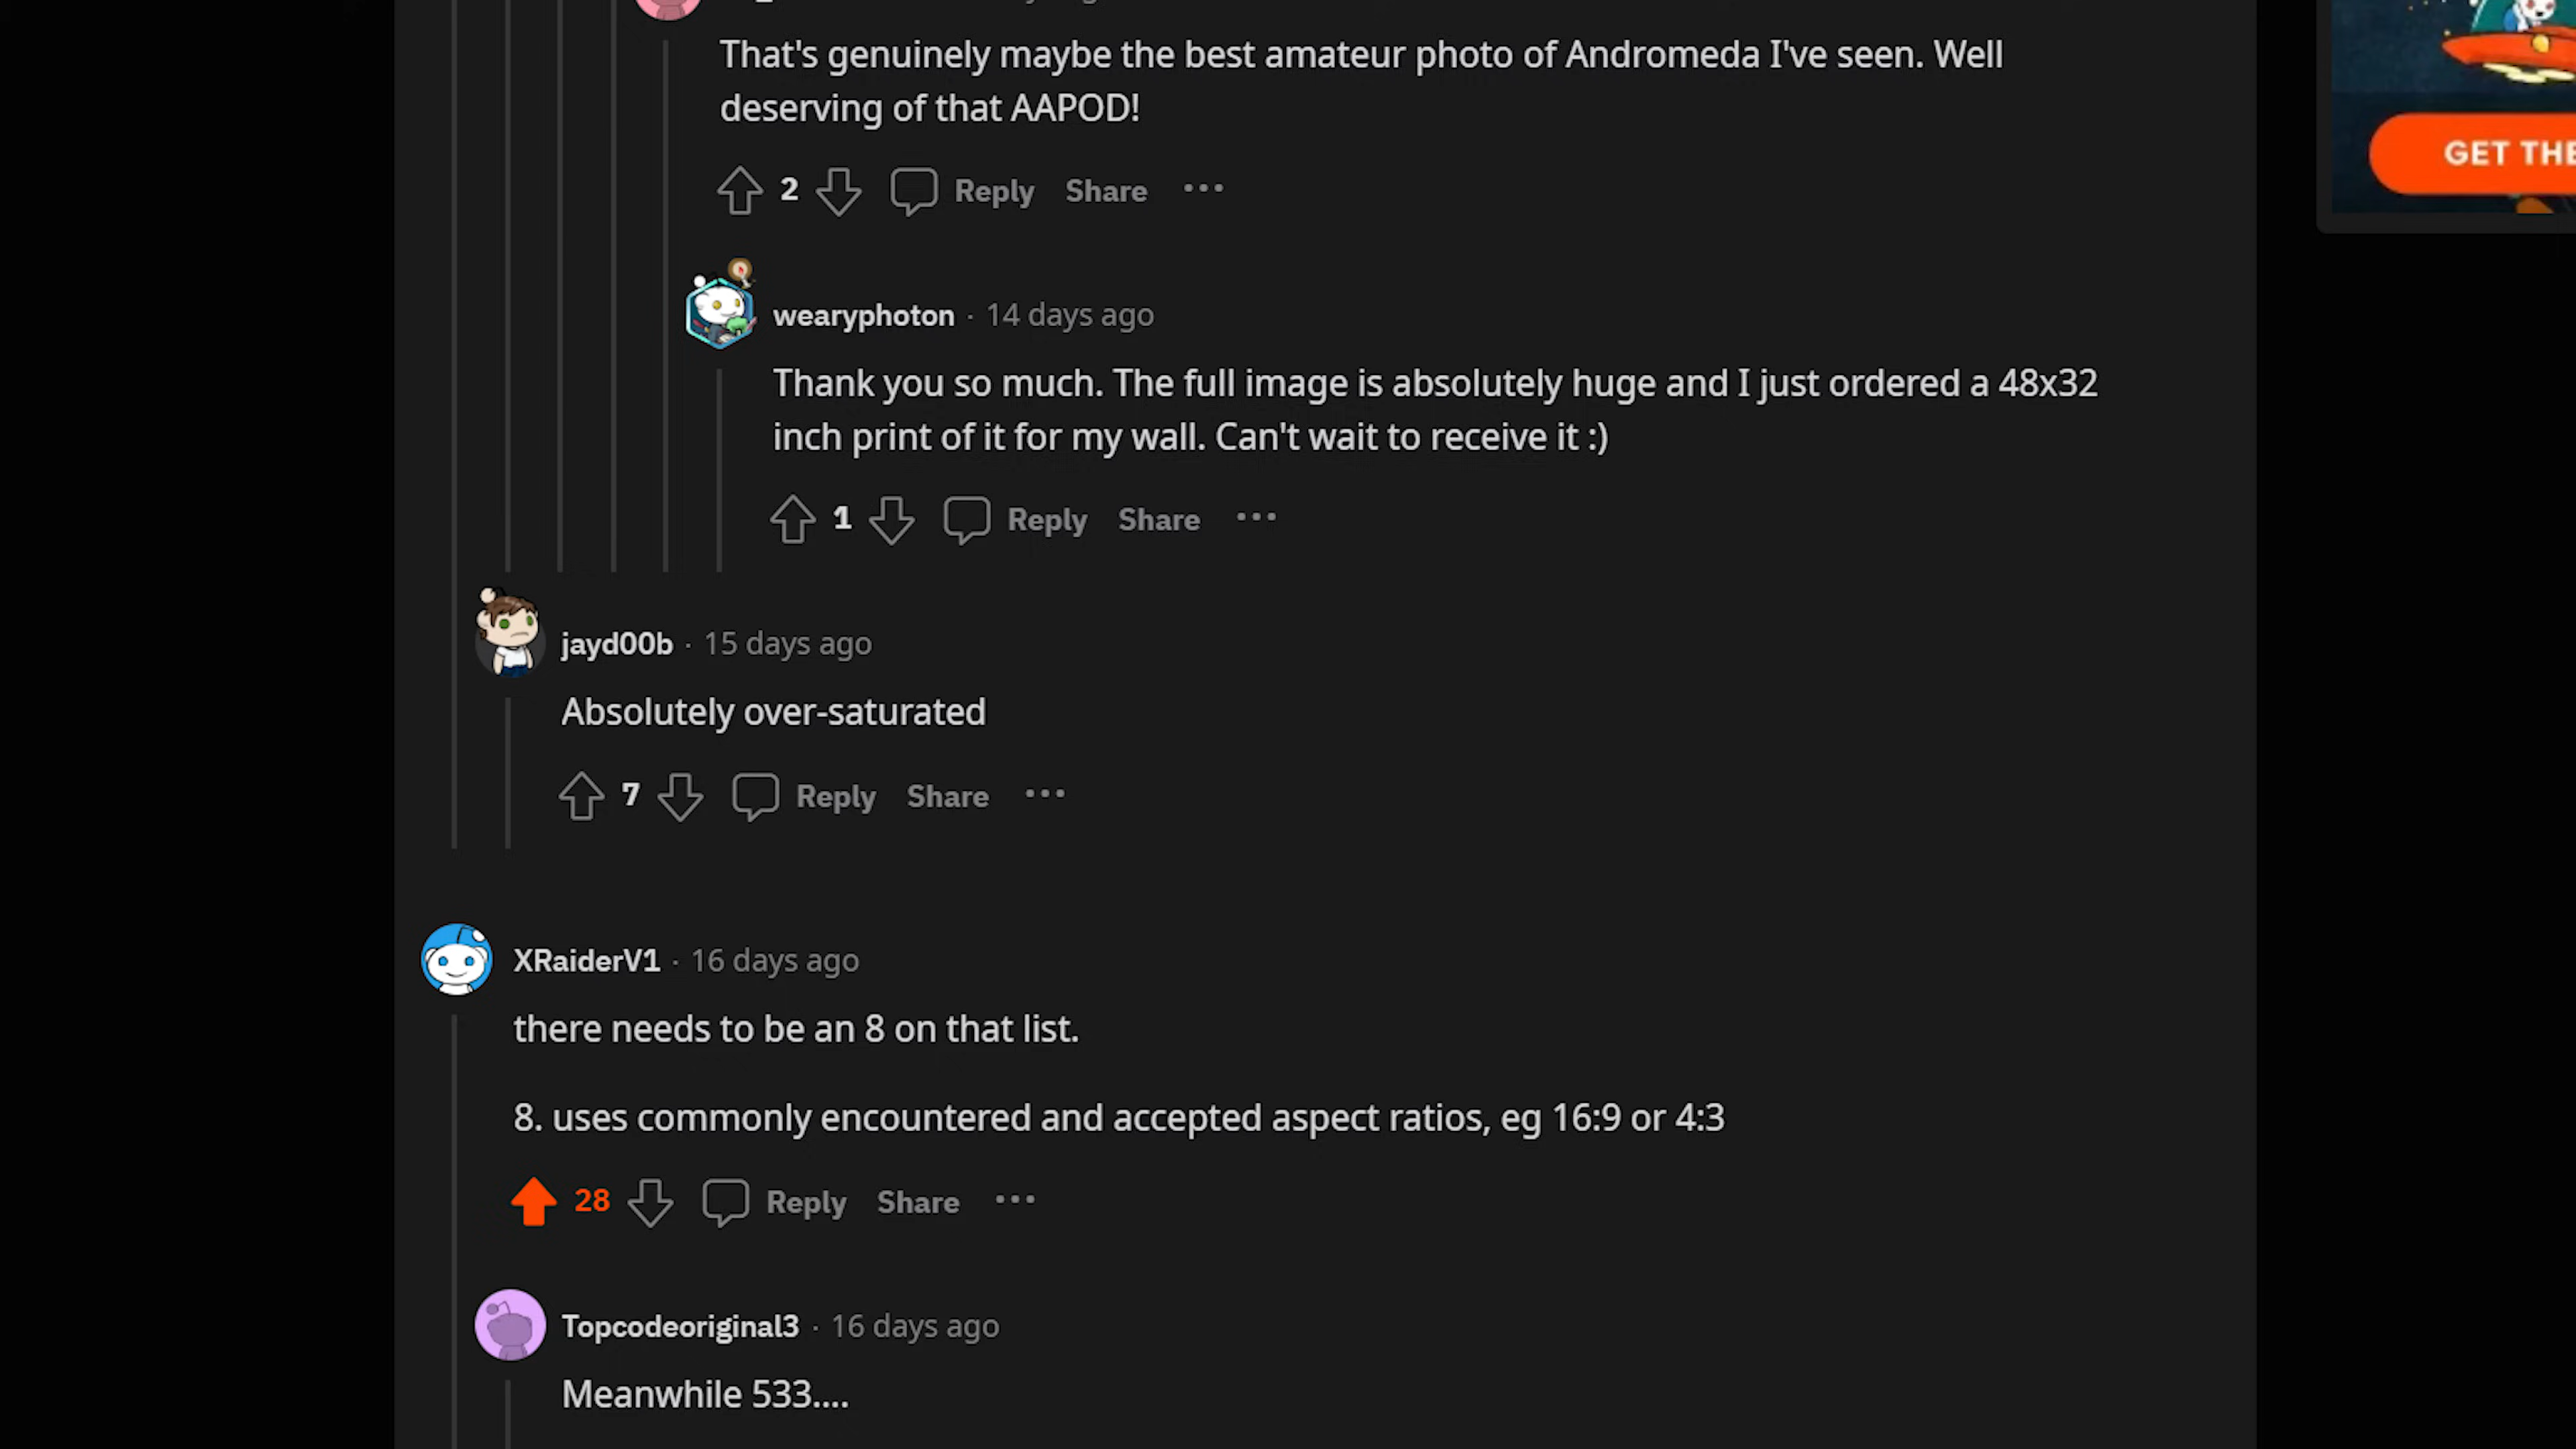 That's genuinely maybe the best amateur photo of Andromeda I've seen. Well
deserving of that AAPOD!
2 Reply Share
GET THE
wearyphoton · 14 days ago
Thank you so much. The full image is absolutely huge and I just ordered a 48x32
inch print of it for my wall. Can't wait to receive it :)
1 Reply Share
jayd00b · 15 days ago
Absolutely over-saturated
7 Reply Share
XRaiderV1 · 16 days ago
there needs to be an 8 on that list.
8. uses commonly encountered and accepted aspect ratios, eg 16:9 or 4:3
28 Reply Share
Topcodeoriginal3 · 16 days ago
Meanwhile 533....